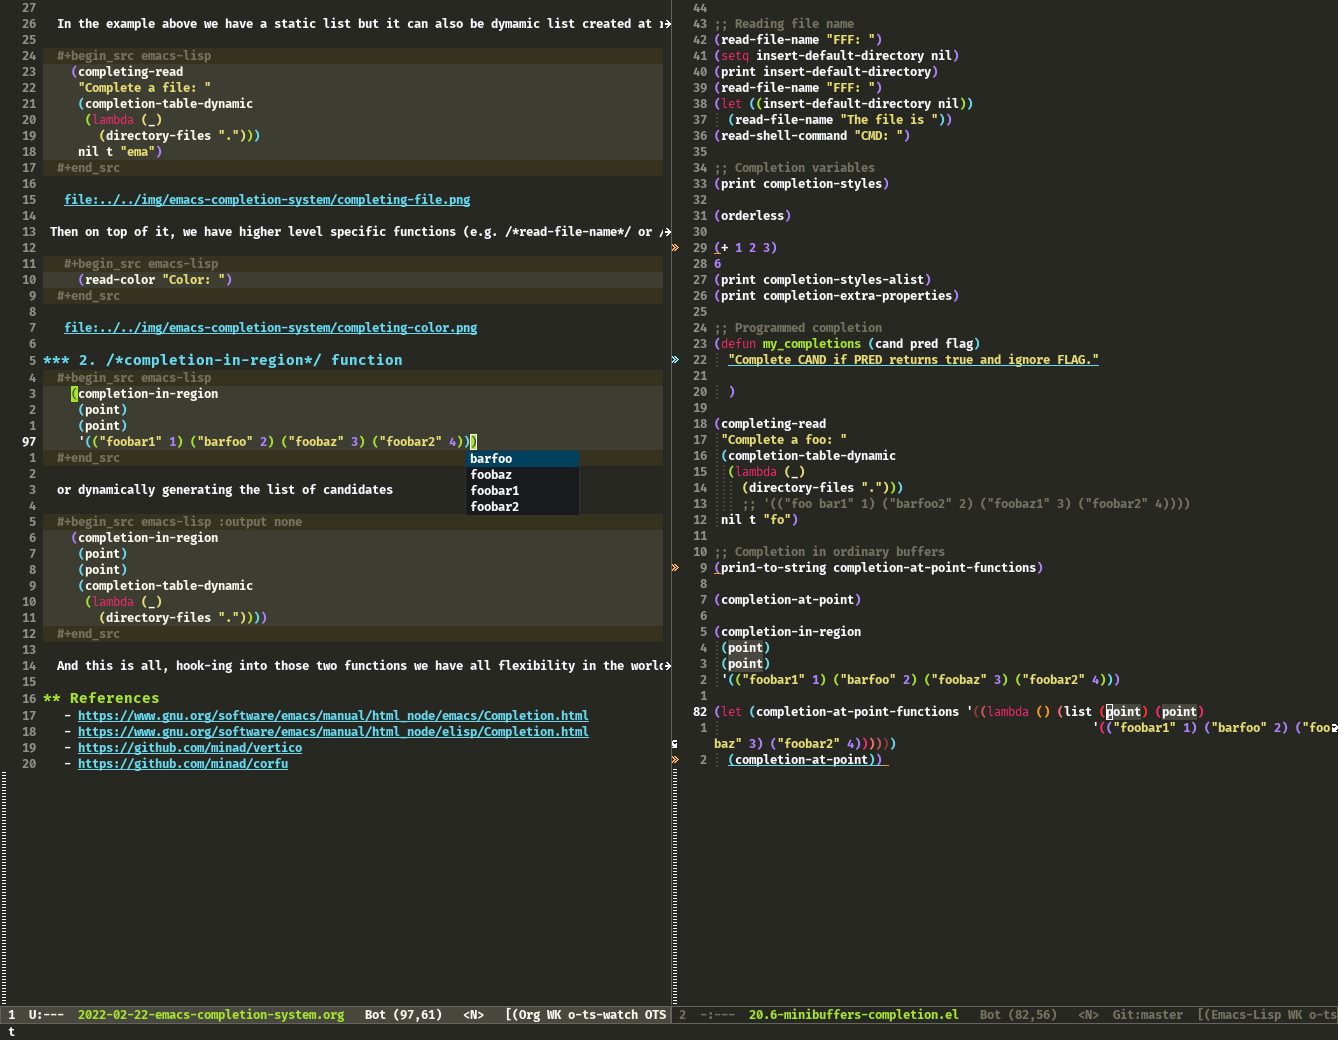 27
26 In the example above we have a static list but it can also be dymamic list created at
25
24 #+begin_src emacs-lisp
23 (completing-read
22 "Complete a file: "
21 (completion-table-dynamic
20 (lambda (_)
19 (directory-files ".")))
18 nil t "ema")
17 #+end_src
16
15 file:../../img/emacs-completion-system/completing-file.png
14
13 Then on top of it, we have higher level specific functions (e.g. /*read-file-name*/ or
12
11 #+begin_src emacs-lisp
10 (read-color "Color: ")
9 #+end_src
8
7 file:../../img/emacs-completion-system/completing-color.png
6
5 *** 2. /*completion-in-region*/ function
4 #+begin_src emacs-lisp
3 (completion-in-region
2 (point)
1 (point)
97 '(("foobar1" 1) ("barfoo" 2) ("foobaz" 3) ("foobar2" 4)))
1 #+end_src
barfoo
2
foobaz
3 or dynamically generating the list of candidates
foobar1
4
foobar2
5 #+begin_src emacs-lisp :output none
6 (completion-in-region
7 (point)
8 (point)
9 (completion-table-dynamic
10 (lambda (_)
11 (directory-files "."))))
12 #+end_src
13
14 And this is all, hook-ing into those two functions we have all flexibility in the world
15
16 ** References
17 - https://www.gnu.org/software/emacs/manual/html_node/emacs/Completion.html
18 - https://www.gnu.org/software/emacs/manual/html_node/elisp/Completion.html
19 - https://github.com/minad/vertico
20 - https://github.com/minad/corfu
1 U:--- 2022-02-22-emacs-completion-system.org Bot (97,61) <N> [(Org WK o-ts-watch OTS
t
44
43 ;; Reading file name
42 (read-file-name "FFF: ")
41 (setq insert-default-directory nil)
40 (print insert-default-directory)
39 (read-file-name "FFF: ")
38 (let ((insert-default-directory nil))
37 (read-file-name "The file is "))
36 (read-shell-command "CMD: ")
35
34 ;; Completion variables
33 (print completion-styles)
32
31 (orderless)
30
29 (+ 1 2 3)
28 6
27 (print completion-styles-alist)
26 (print completion-extra-properties)
25
24 ;; Programmed completion
23 (defun my_completions (cand pred flag)
22 "Complete CAND if PRED returns true and ignore FLAG."
21
20 )
19
18 (completing-read
17 "Complete a foo: "
16 (completion-table-dynamic
15 (lambda (_)
14 (directory-files ".")))
13 ;; '(("foo bar1" 1) ("barfoo2" 2) ("foobaz1" 3) ("foobar2" 4))))
12 nil t "fo")
11
10 ;; Completion in ordinary buffers
9 (prin1-to-string completion-at-point-functions)
8
7 (completion-at-point)
6
5 (completion-in-region
4 (point)
3 (point)
2 '(("foobar1" 1) ("barfoo" 2) ("foobaz" 3) ("foobar2" 4)))
1
82 (let (completion-at-point-functions '((lambda () (list (point) (point)
1 '(("foobar1" 1) ("barfoo" 2) ("foo
baz" 3) ("foobar2" 4))))))
2 (completion-at-point))
2 -:--- 20.6-minibuffers-completion.el Bot (82,56) <N> Git:master [(Emacs-Lisp WK o-ts